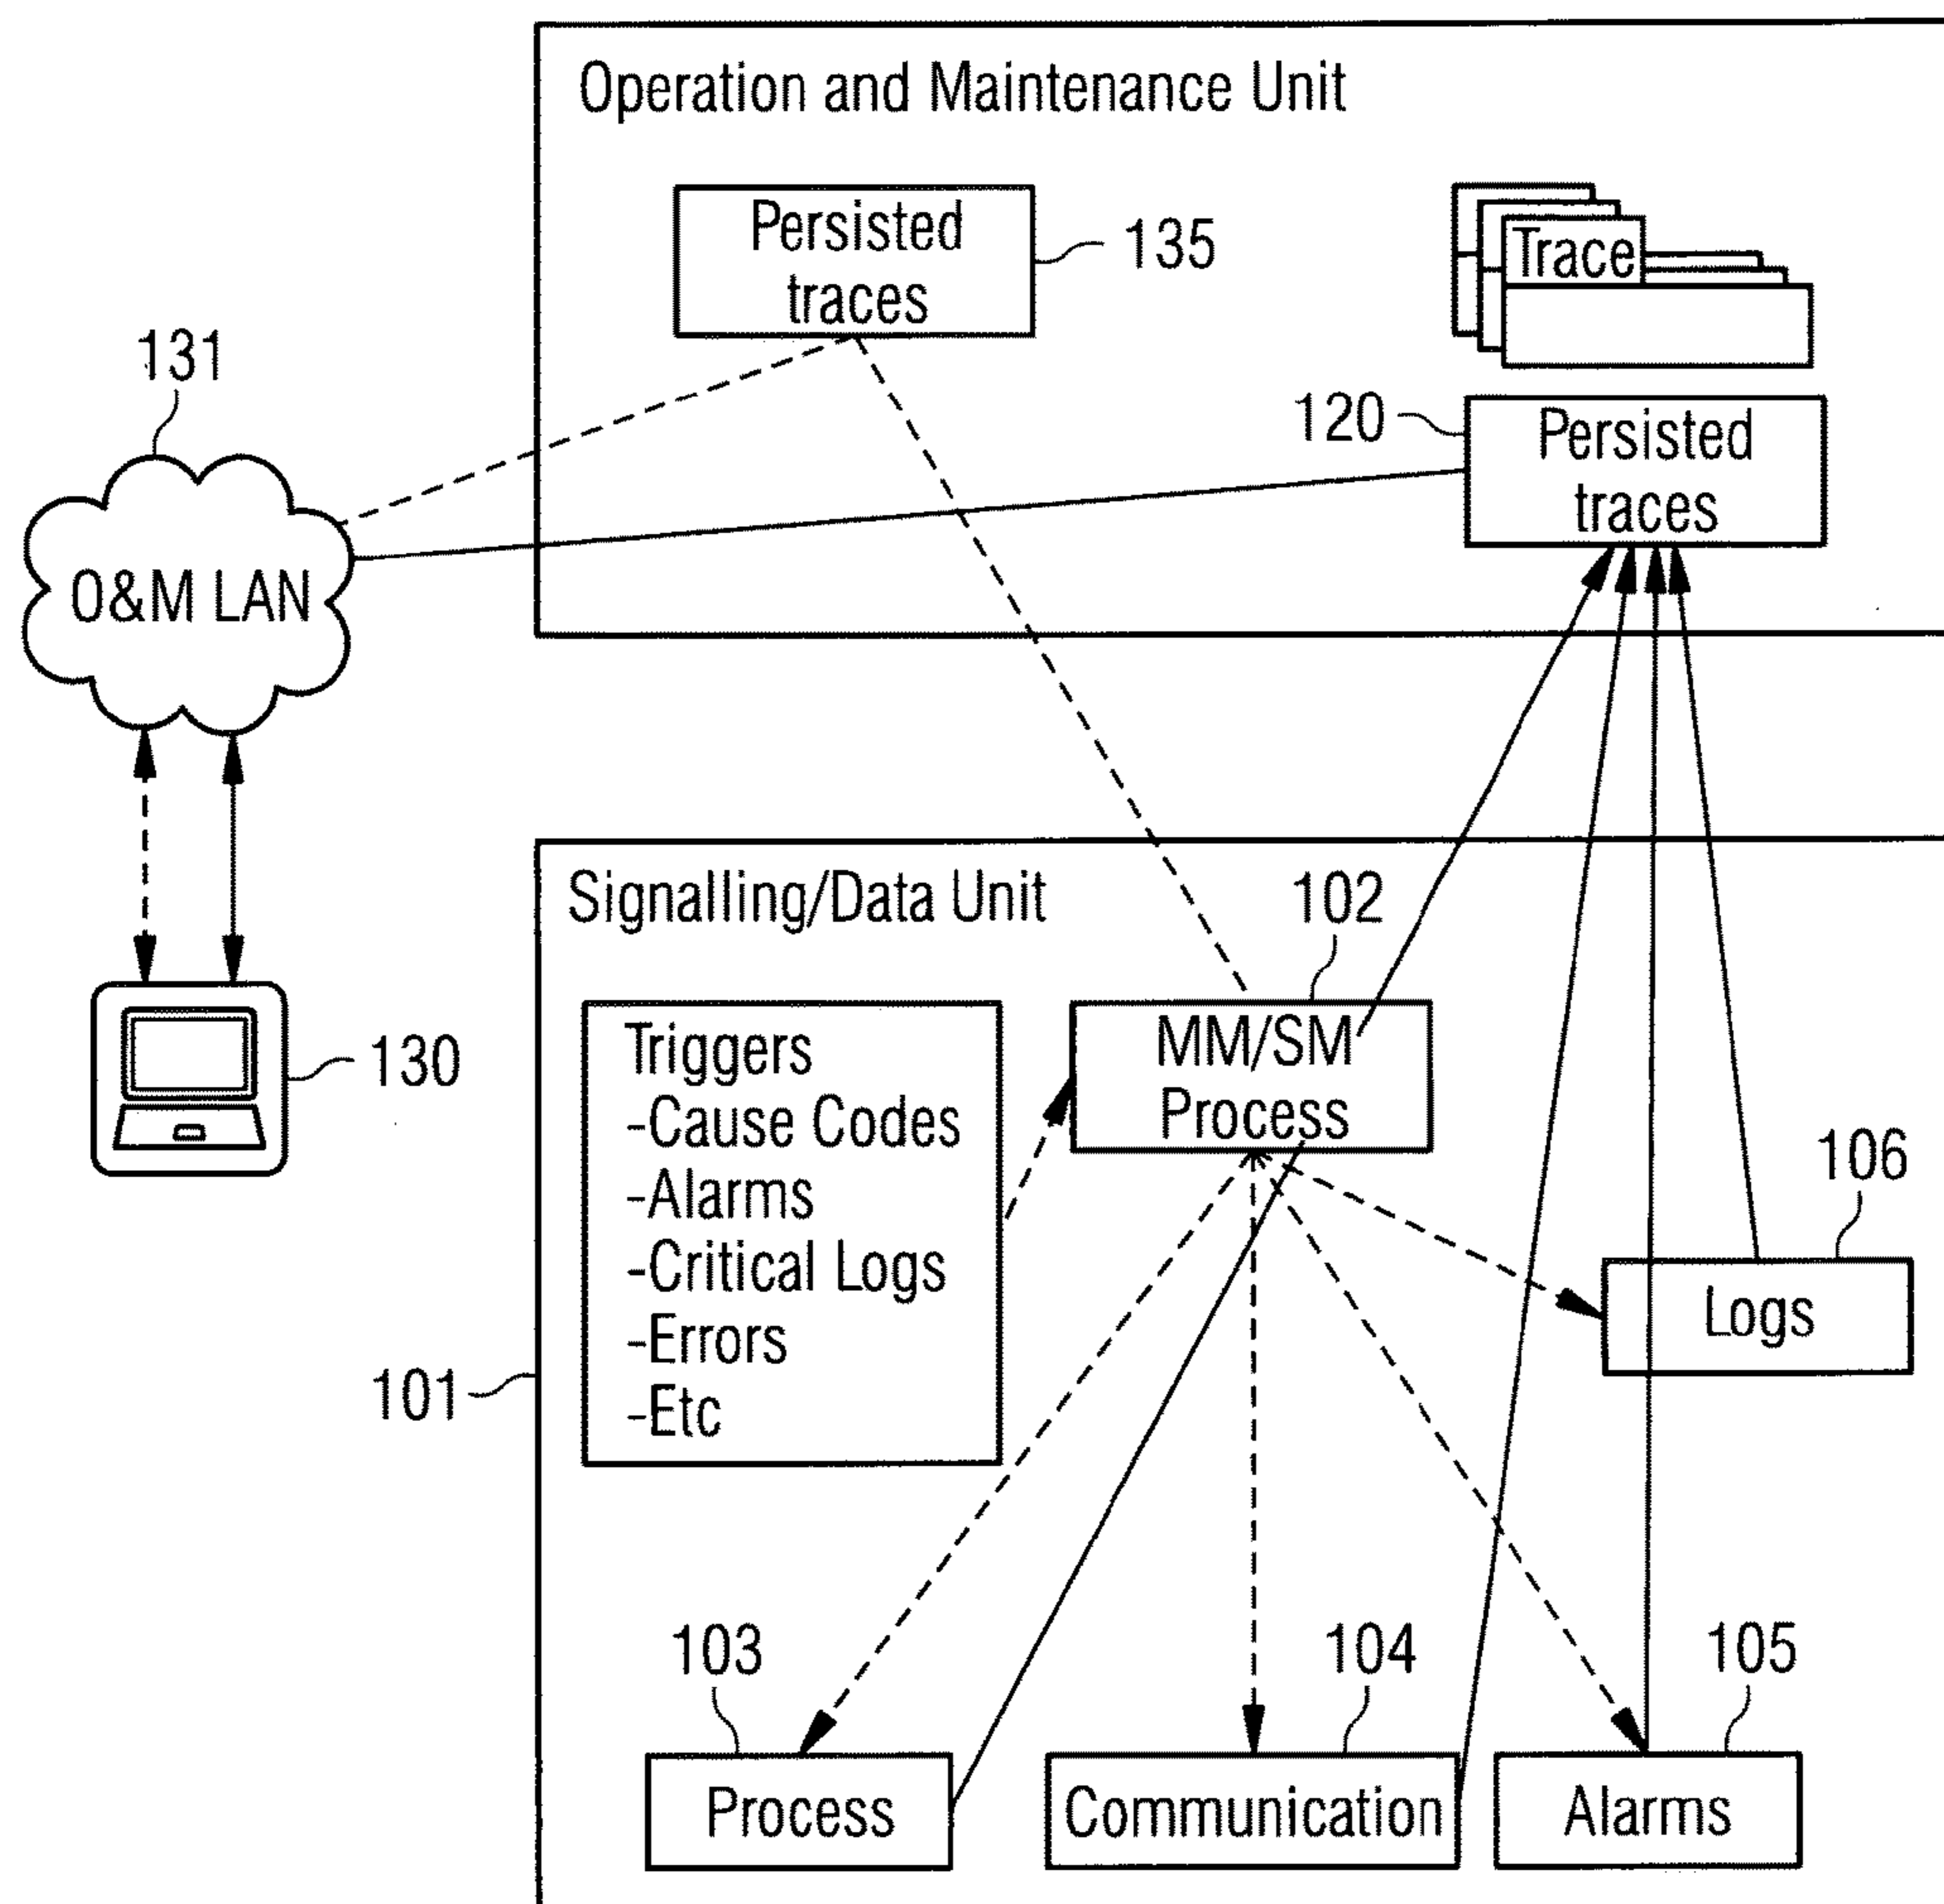 Operation and Maintenance Unit
Persisted
traces
135
Trace
131
120
Persisted
traces
O&M LAN
Signalling/Data Unit
102
Triggers
-Cause Codes
-Alarms
-Critical Logs
-Errors
-Etc
MM/SM
Process
130
106
Logs
101
103
104
105
Process
Communication
Alarms